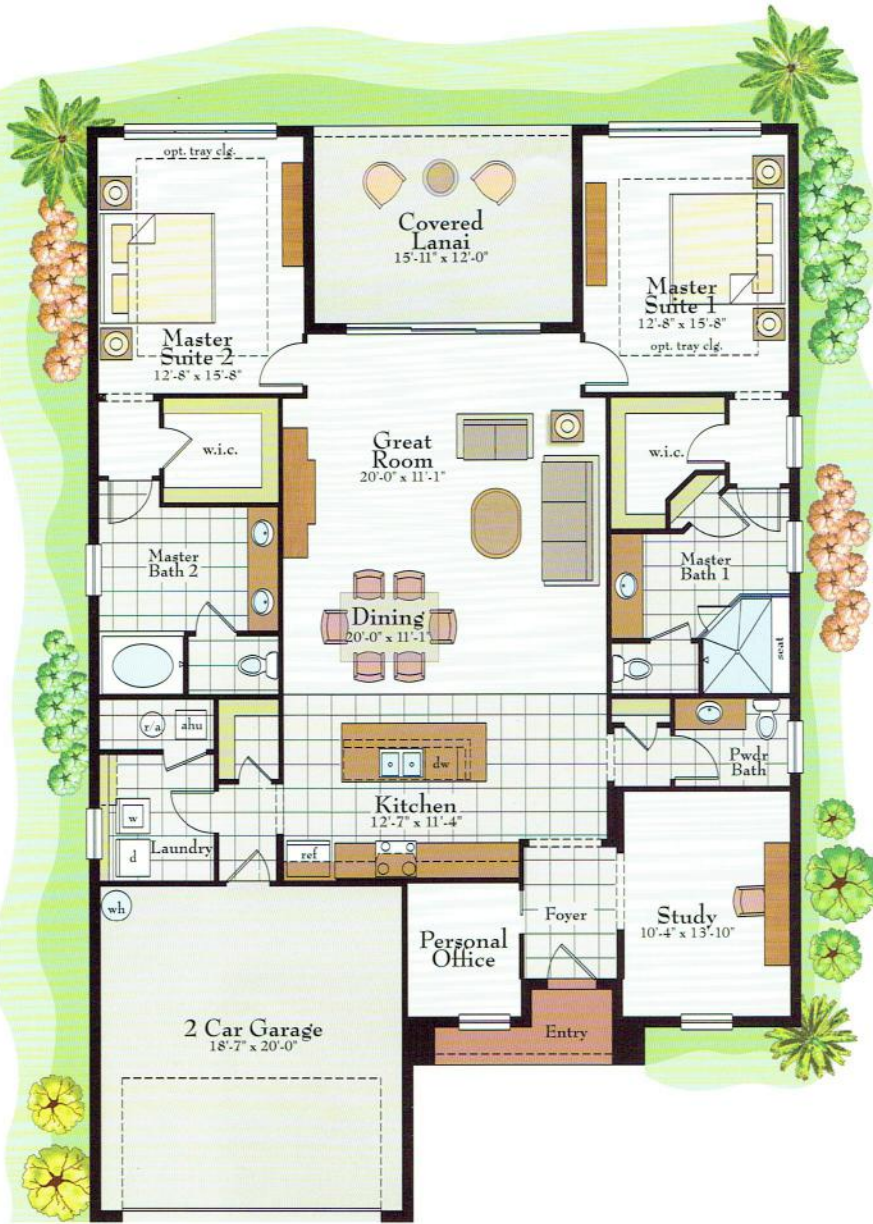 opt. tray clg.
Covered
Lanai
15'-11" x 12'-0"
Master
Suite 1
12'-8" x 15'-8"
opt. tray clg.
Master
Suite 2
12'-8" x 15'-8"
w.i.c.
Great
Room
20'-0" x 11'-1"
w.i.c.
Master
Bath 2
Master
Bath 1
Dining
20'-0" x 11'-1"
seat
r/a
ahu
dw
Pwdr
Bath
Kitchen
12'-7" x 11'-4"
w
d
Laundry
ref
wh
Personal
Office
Foyer
Study
10'-4" x 13'-10"
2 Car Garage
18'-7" x 20'-0"
Entry